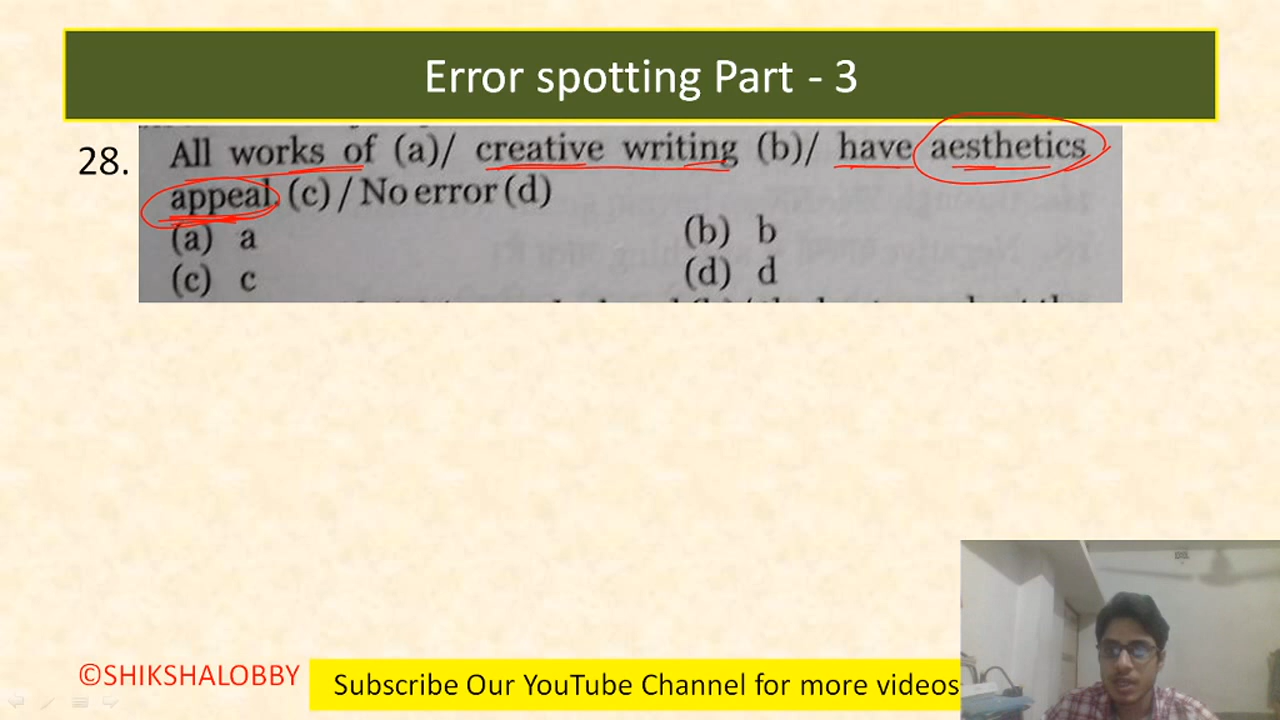 Error spotting Part - 3
28. All works of (a)/ creative writing (b)/ have aesthetics
appeal. (c) / No error (d)
(a) a (b) b
(c) c (d) d
©SHIKSHALOBBY
Subscribe Our YouTube Channel for more videos